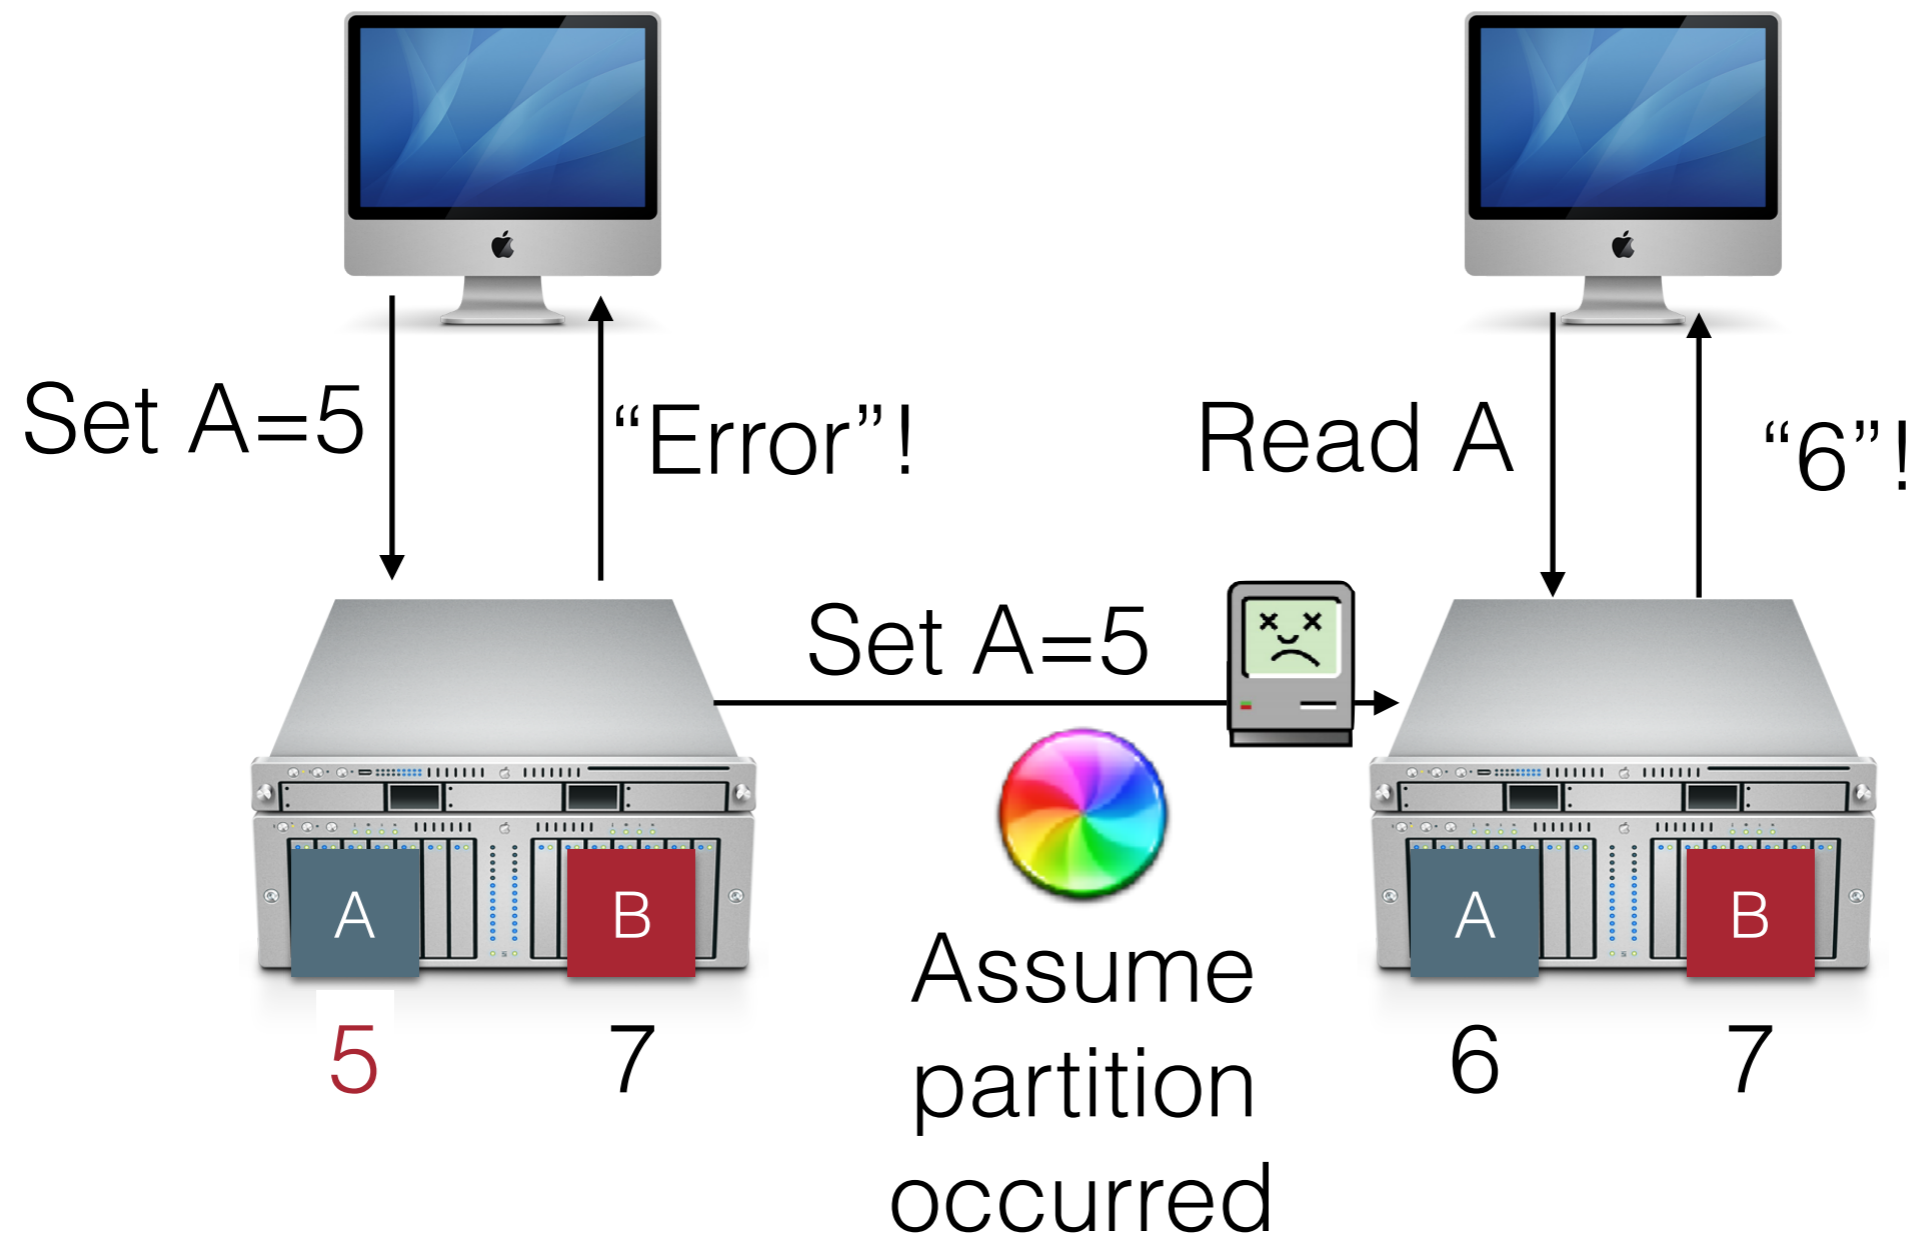 Set A=5
“Error”!
Read A
“6”!
Set A=5
A
B
A
B
5
7
Assume
partition
occurred
6
7